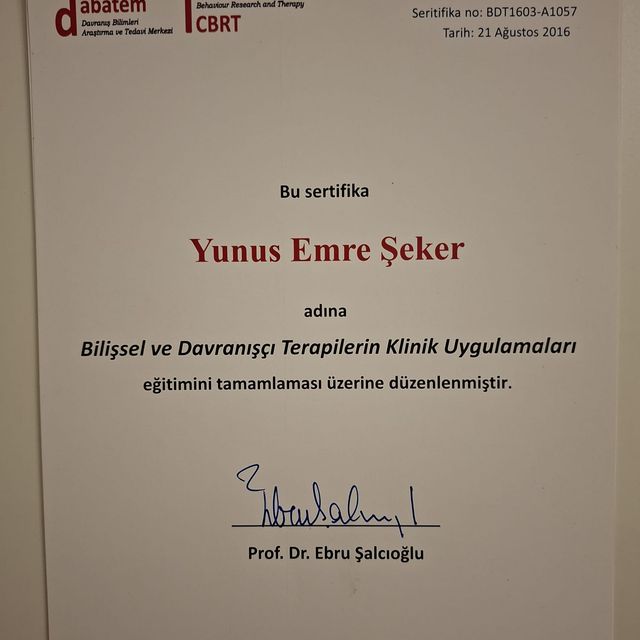 dabatem
Davranış Bilimleri
Araştırma ve Tedavi Merkezi
Behaviour Research and Therapy
CBRT
Seritifika no: BDT1603-A1057
Tarih: 21 Ağustos 2016
Bu sertifika
Yunus Emre Şeker
adına
Bilişsel ve Davranışçı Terapilerin Klinik Uygulamaları
eğitimini tamamlaması üzerine düzenlenmiştir.
Prof. Dr. Ebru Şalcıoğlu